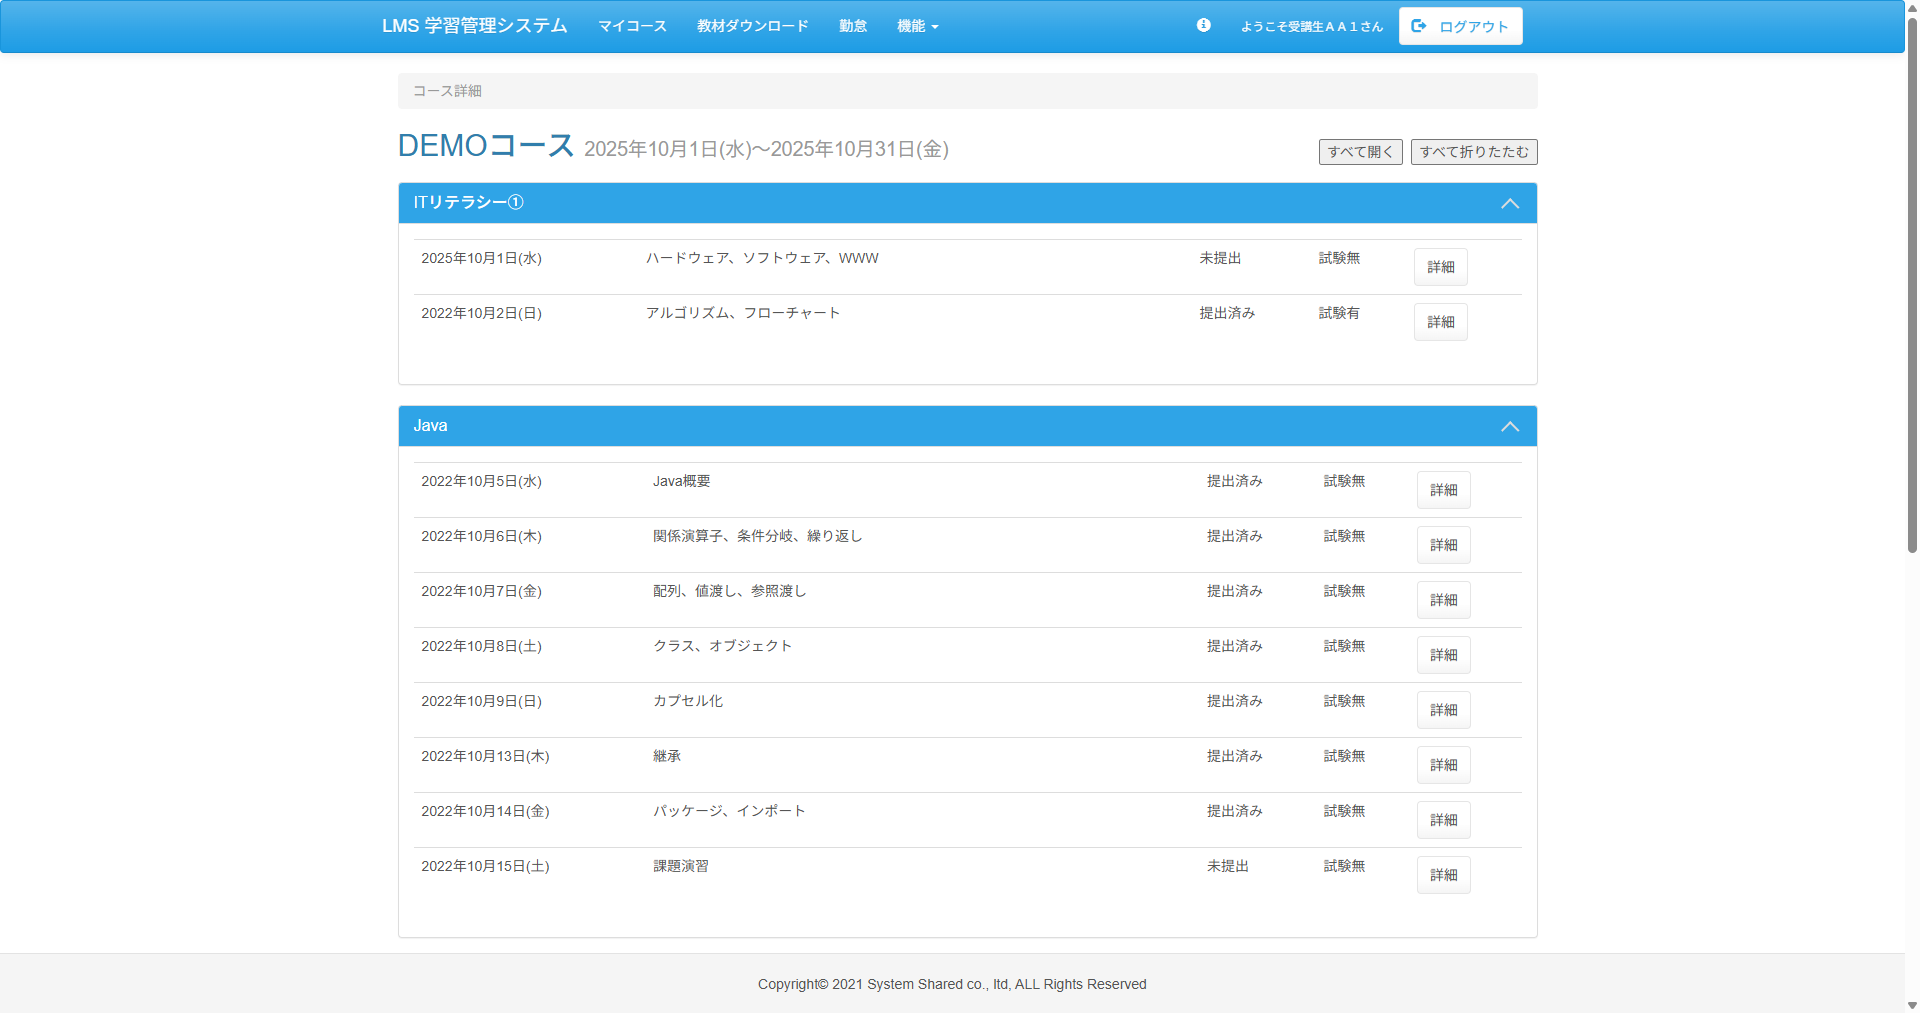 LMS 学習管理システム マイコース 教材ダウンロード 勤怠 機能 ようこそ受講生ＡＡ１さん ログアウト
コース詳細
DEMOコース 2025年10月1日(水)～2025年10月31日(金) すべて開く すべて折りたたむ
ITリテラシー①
2025年10月1日(水) ハードウェア、ソフトウェア、WWW 未提出 試験無 詳細
2022年10月2日(日) アルゴリズム、フローチャート 提出済み 試験有 詳細
Java
2022年10月5日(水) Java概要 提出済み 試験無 詳細
2022年10月6日(木) 関係演算子、条件分岐、繰り返し 提出済み 試験無 詳細
2022年10月7日(金) 配列、値渡し、参照渡し 提出済み 試験無 詳細
2022年10月8日(土) クラス、オブジェクト 提出済み 試験無 詳細
2022年10月9日(日) カプセル化 提出済み 試験無 詳細
2022年10月13日(木) 継承 提出済み 試験無 詳細
2022年10月14日(金) パッケージ、インポート 提出済み 試験無 詳細
2022年10月15日(土) 課題演習 未提出 試験無 詳細
Copyright© 2021 System Shared co., ltd, ALL Rights Reserved